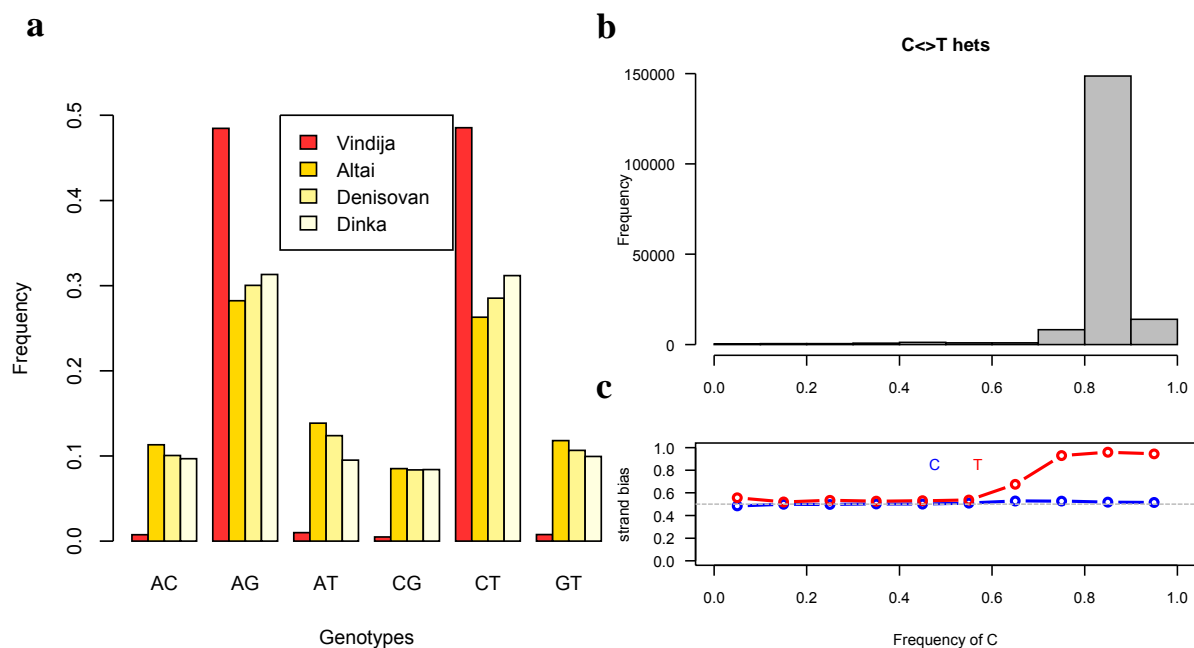 a
0.5
0.4
0.3
0.2
0.1
0.0
Frequency
Vindija
Altai
Denisovan
Dinka
AC AG AT CG CT GT
Genotypes
b
C<>T hets
150000
100000
50000
0
Frequency
0.0 0.2 0.4 0.6 0.8 1.0
c
1.0
0.8
0.6
0.4
0.2
0.0
strand bias
C T
0.0 0.2 0.4 0.6 0.8 1.0
Frequency of C